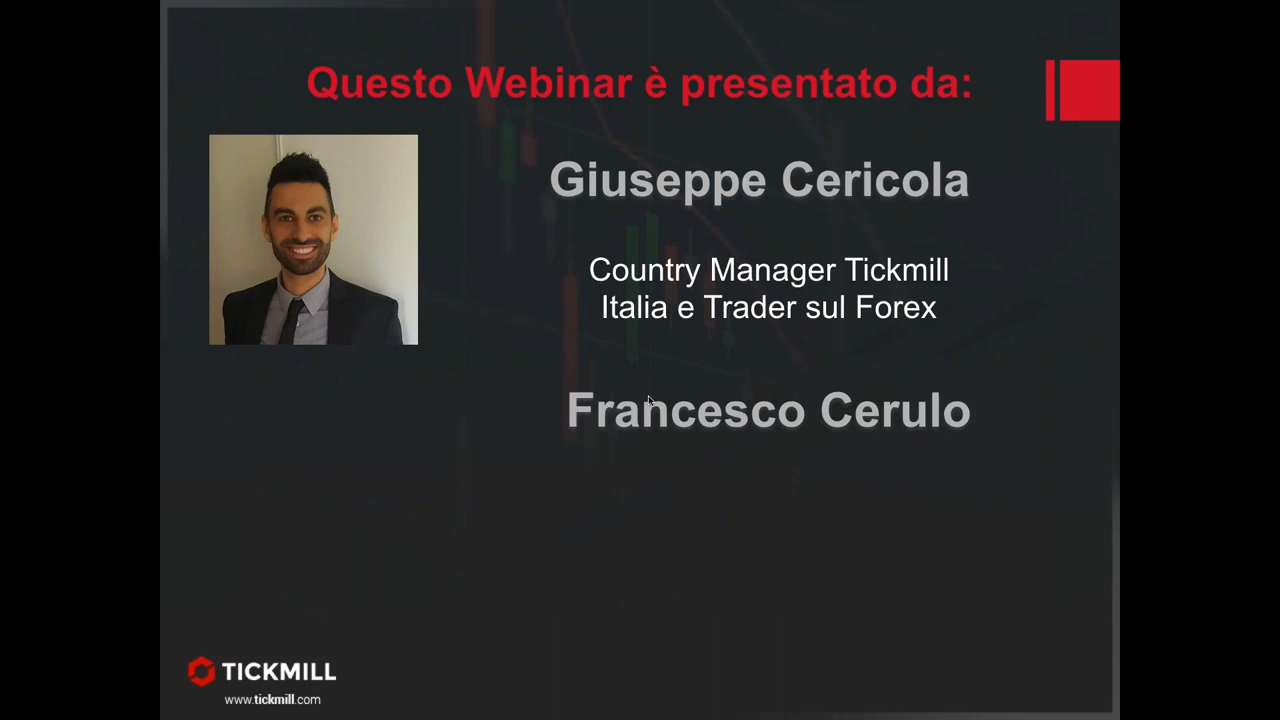 Questo Webinar è presentato da:
Giuseppe Cericola
Country Manager Tickmill
Italia e Trader sul Forex
Francesco Cerulo
TICKMILL
www.tickmill.com